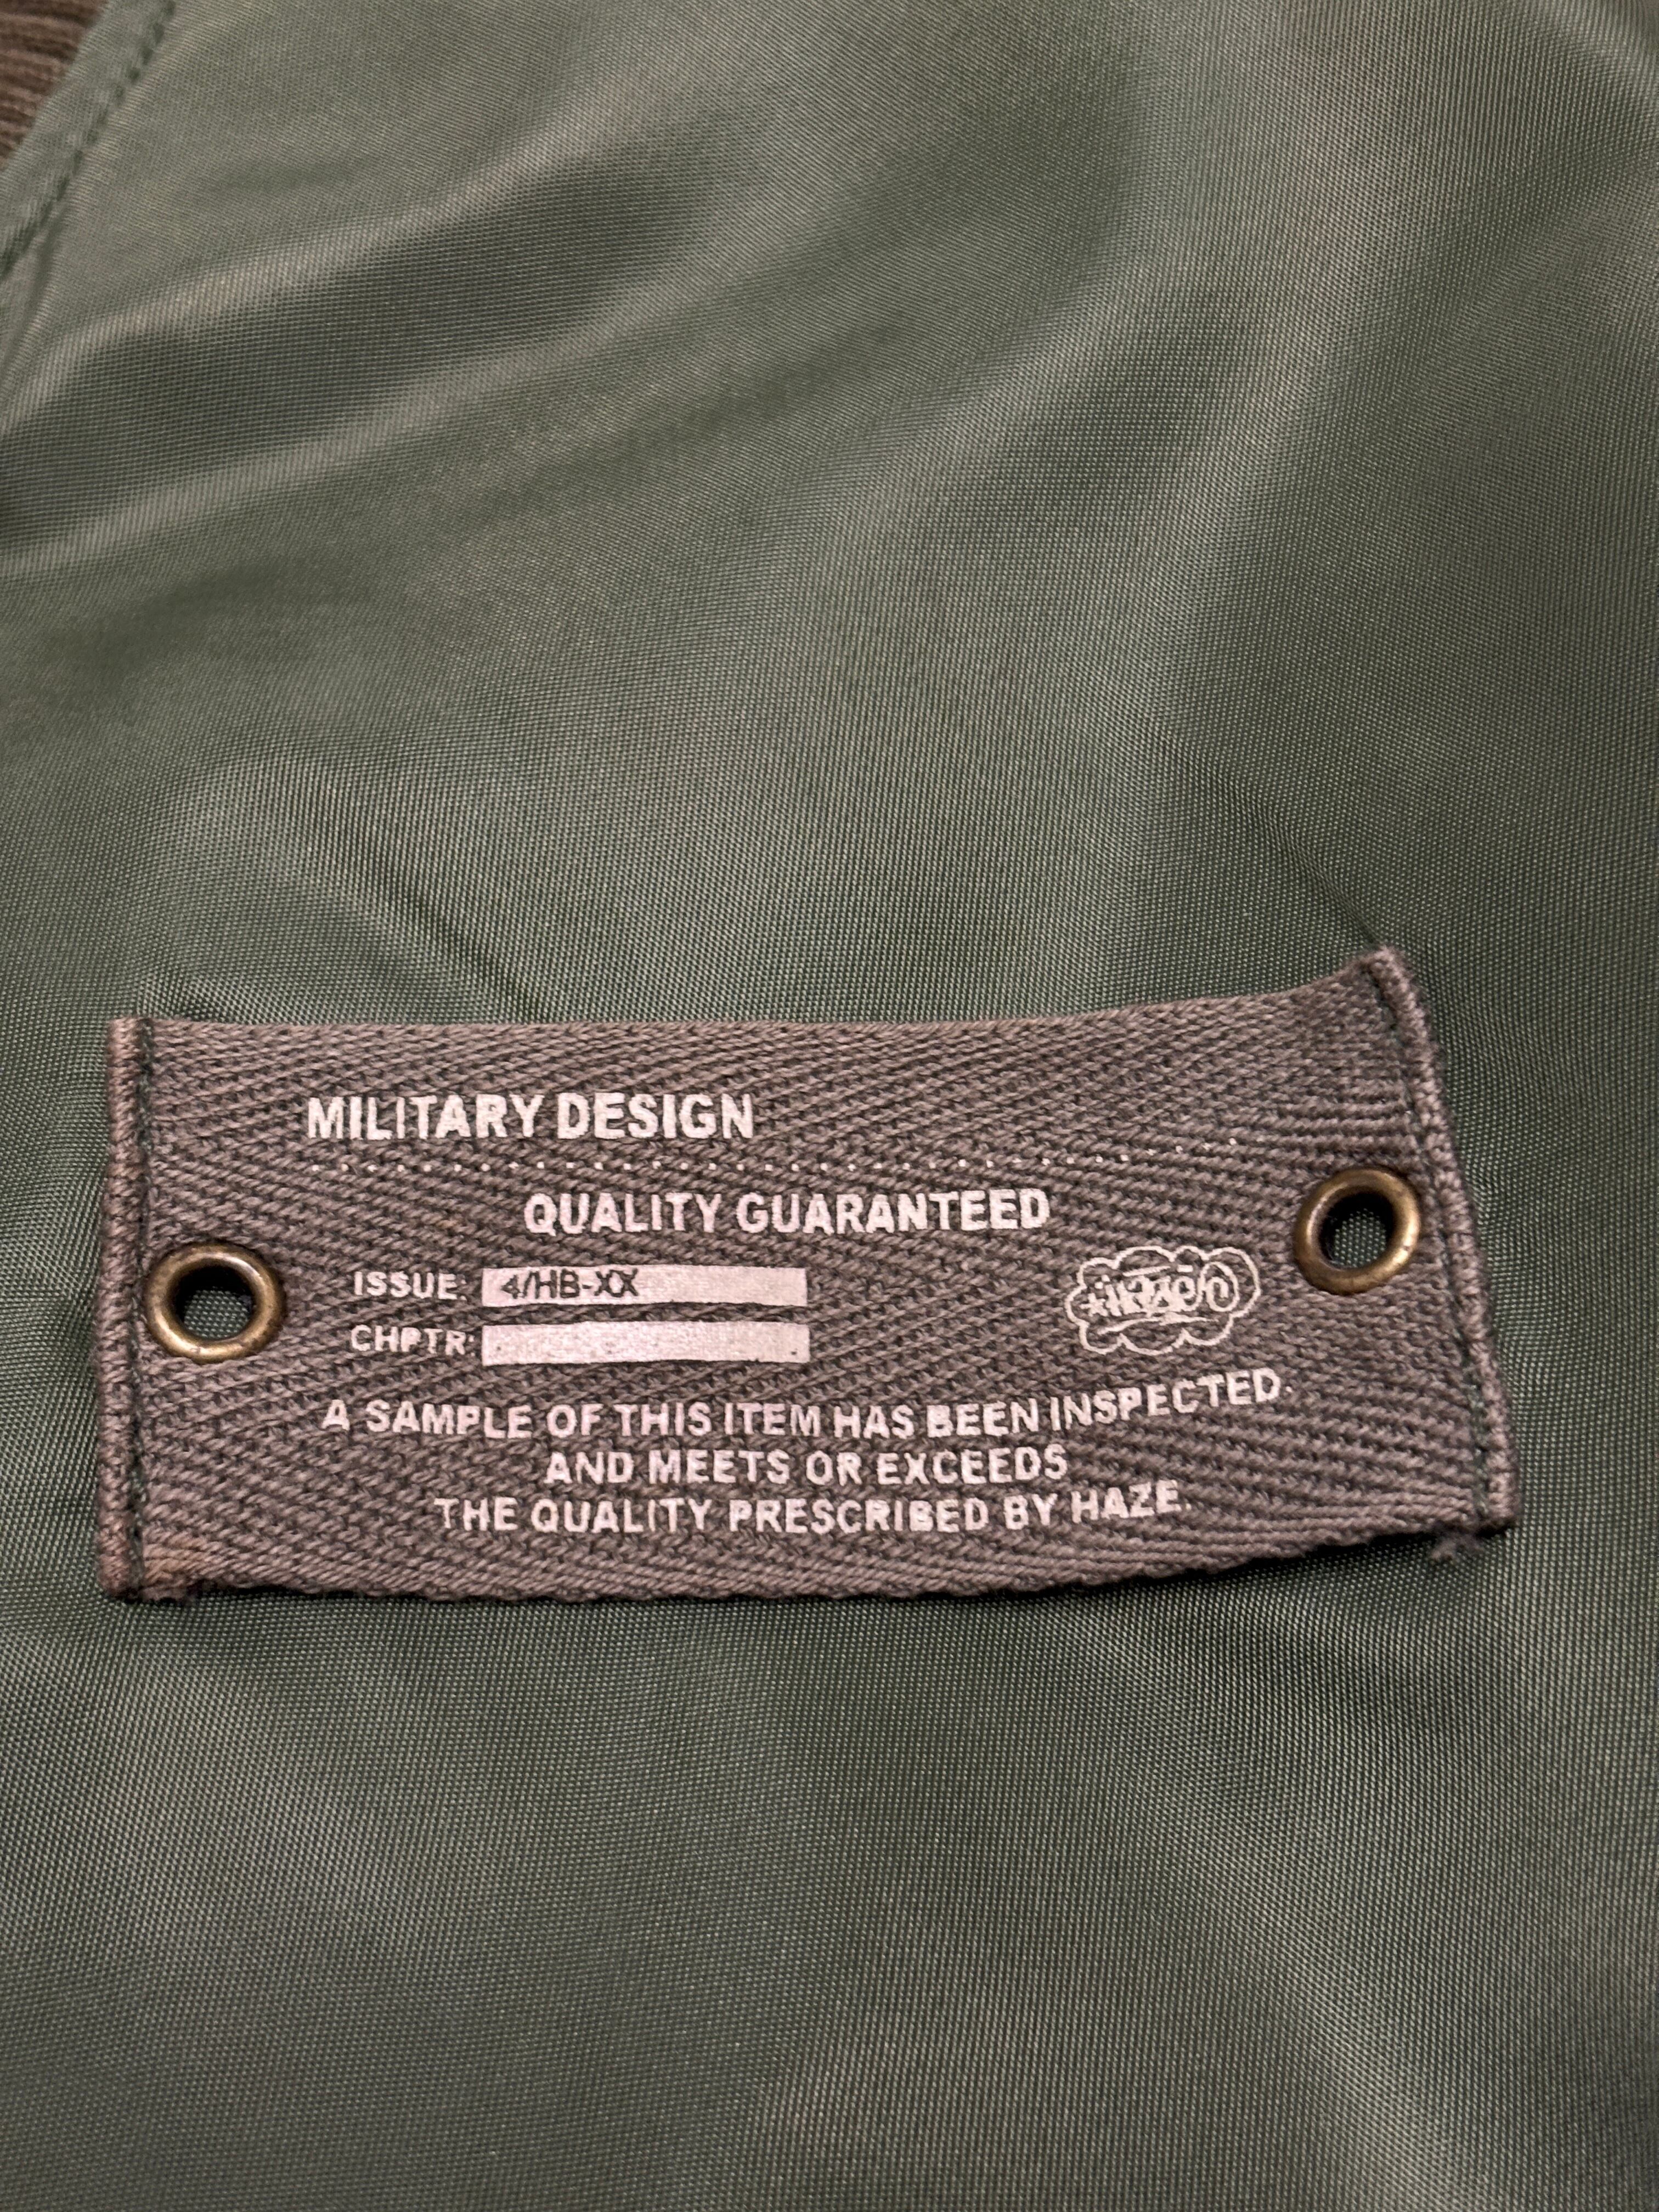 MILITARY DESIGN
QUALITY GUARANTEED
ISSUE: 4/HB-XX
CHPTR:
A SAMPLE OF THIS ITEM HAS BEEN INSPECTED.
AND MEETS OR EXCEEDS
THE QUALITY PRESCRIBED BY HAZE.